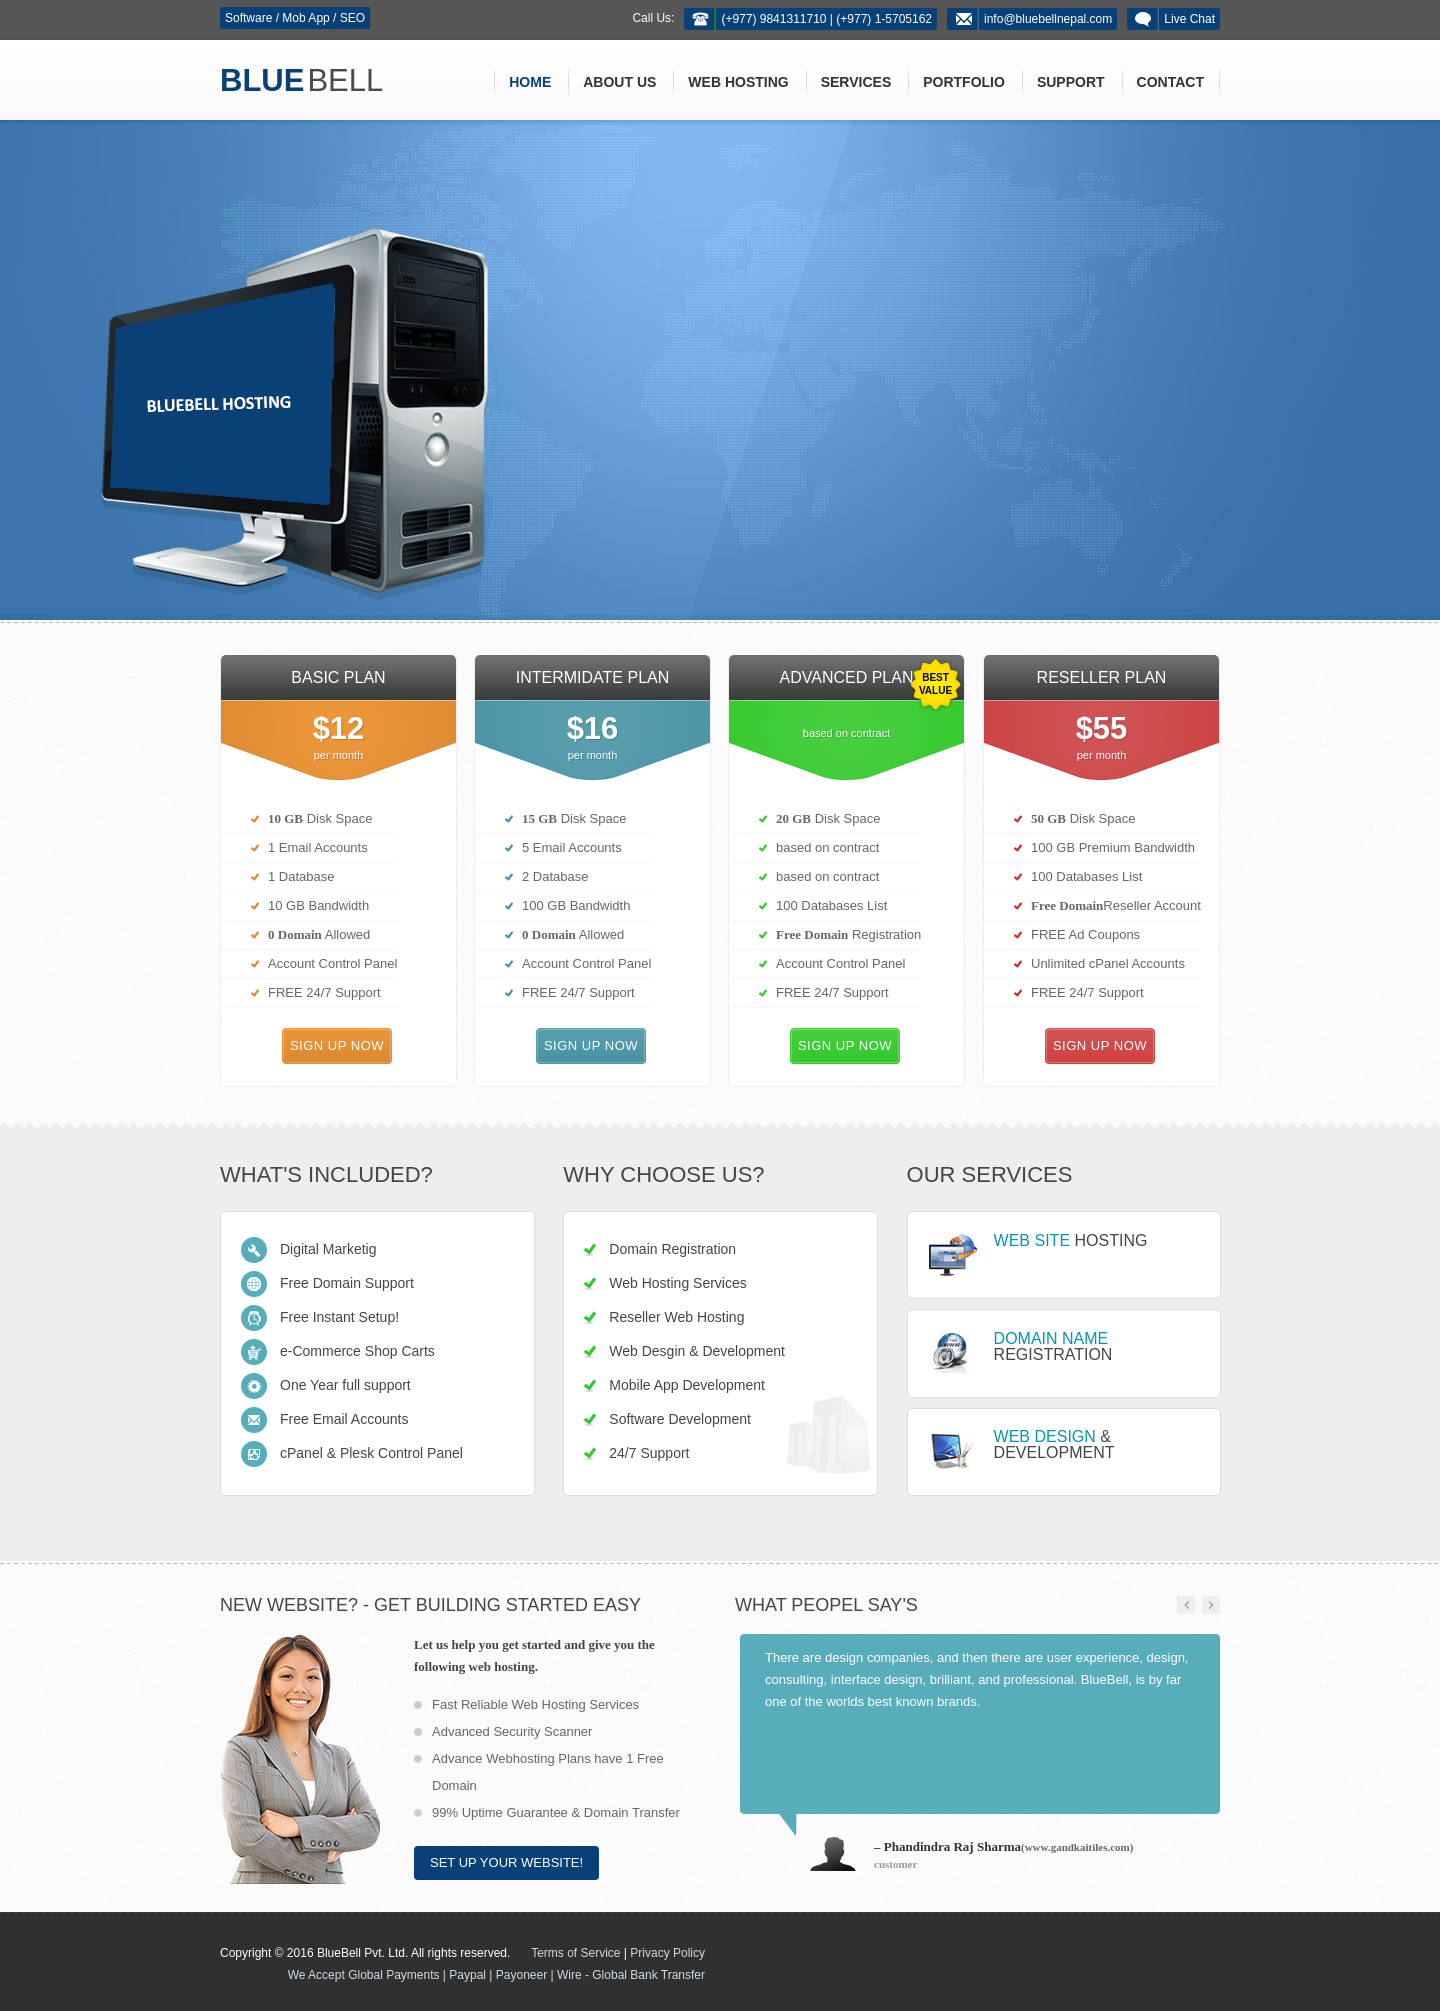 Software / Mob App / SEO
Call Us:
(+977) 9841311710 | (+977) 1-5705162
info@bluebellnepal.com
Live Chat
BLUEBELL
HOME
ABOUT US
WEB HOSTING
SERVICES
PORTFOLIO
SUPPORT
CONTACT
BLUEBELL HOSTING
BASIC PLAN
$12
per month
10 GB Disk Space
1 Email Accounts
1 Database
10 GB Bandwidth
0 Domain Allowed
Account Control Panel
FREE 24/7 Support
SIGN UP NOW
INTERMIDATE PLAN
$16
per month
15 GB Disk Space
5 Email Accounts
2 Database
100 GB Bandwidth
0 Domain Allowed
Account Control Panel
FREE 24/7 Support
SIGN UP NOW
ADVANCED PLAN
BEST
VALUE
based on contract
20 GB Disk Space
based on contract
based on contract
100 Databases List
Free Domain Registration
Account Control Panel
FREE 24/7 Support
SIGN UP NOW
RESELLER PLAN
$55
per month
50 GB Disk Space
100 GB Premium Bandwidth
100 Databases List
Free DomainReseller Account
FREE Ad Coupons
Unlimited cPanel Accounts
FREE 24/7 Support
SIGN UP NOW
WHAT'S INCLUDED?
Digital Marketig
Free Domain Support
Free Instant Setup!
e-Commerce Shop Carts
One Year full support
Free Email Accounts
cPanel & Plesk Control Panel
WHY CHOOSE US?
Domain Registration
Web Hosting Services
Reseller Web Hosting
Web Desgin & Development
Mobile App Development
Software Development
24/7 Support
OUR SERVICES
WEB SITE HOSTING
WWW
DOMAIN NAME
REGISTRATION
WEB DESIGN &
DEVELOPMENT
NEW WEBSITE? - GET BUILDING STARTED EASY
Let us help you get started and give you the
following web hosting.
Fast Reliable Web Hosting Services
Advanced Security Scanner
Advance Webhosting Plans have 1 Free
Domain
99% Uptime Guarantee & Domain Transfer
SET UP YOUR WEBSITE!
WHAT PEOPEL SAY'S
There are design companies, and then there are user experience, design,
consulting, interface design, brilliant, and professional. BlueBell, is by far
one of the worlds best known brands.
– Phandindra Raj Sharma(www.gandkaitiles.com)
customer
Copyright © 2016 BlueBell Pvt. Ltd. All rights reserved.
Terms of Service | Privacy Policy
We Accept Global Payments | Paypal | Payoneer | Wire - Global Bank Transfer